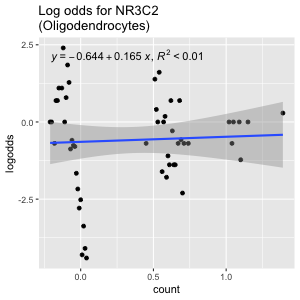 Log odds for NR3C2
(Oligodendrocytes)
y = −0.644 + 0.165 x, R² < 0.01
2.5
0.0
-2.5
logodds
0.0 0.5 1.0
count